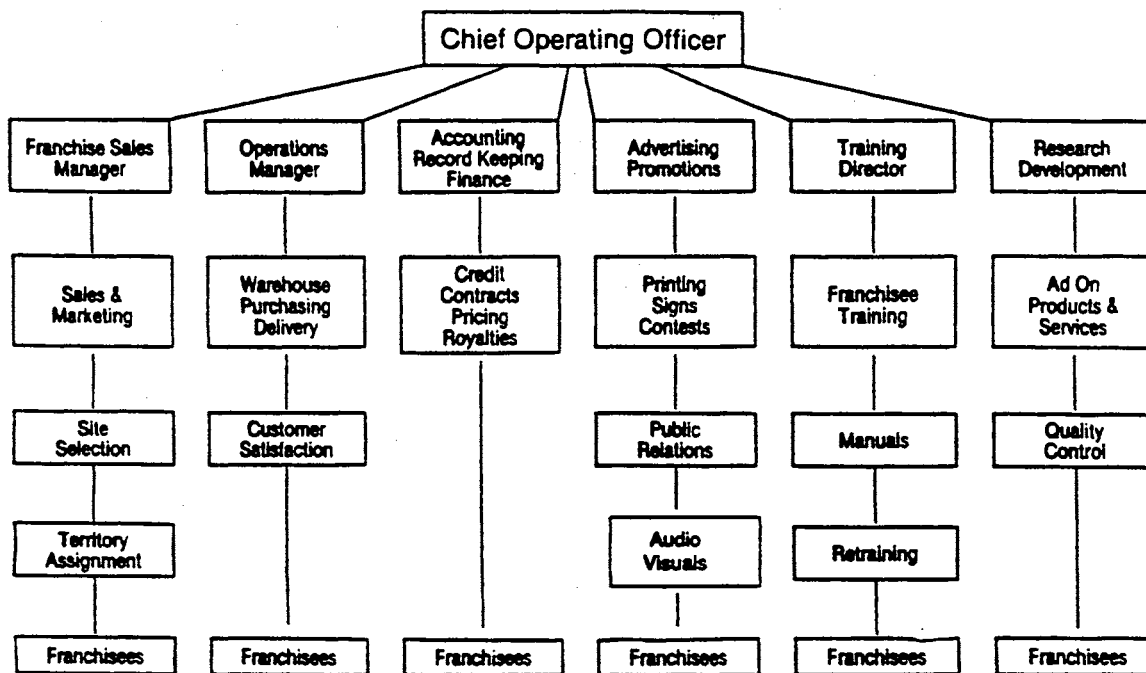 Chief Operating Officer
Franchise Sales
Manager
Operations
Manager
Accounting
Record Keeping
Finance
Advertising
Promotions
Training
Director
Research
Development
Sales &
Marketing
Warehouse
Purchasing
Delivery
Credit
Contracts
Pricing
Royalties
Printing
Signs
Contests
Franchisee
Training
Ad On
Products &
Services
Site
Selection
Customer
Satisfaction
Public
Relations
Manuals
Quality
Control
Territory
Assignment
Audio
Visuals
Retraining
Franchisees
Franchisees
Franchisees
Franchisees
Franchisees
Franchisees